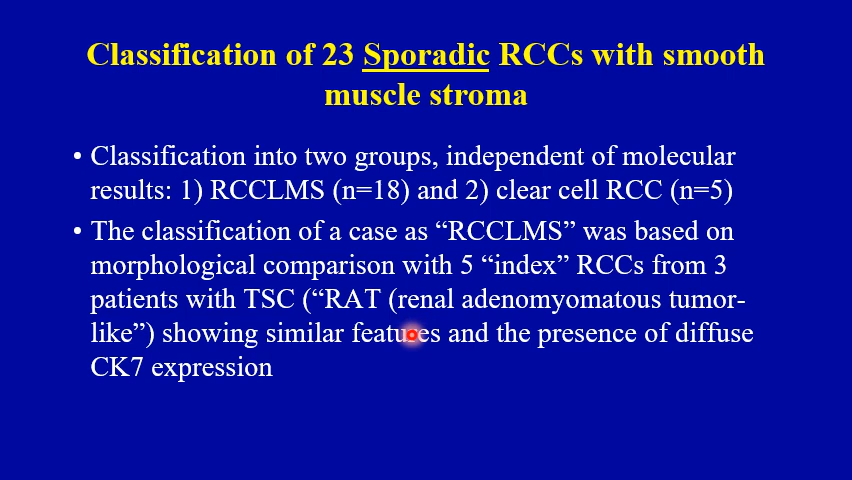 Classification of 23 Sporadic RCCs with smooth
muscle stroma
• Classification into two groups, independent of molecular
results: 1) RCCLMS (n=18) and 2) clear cell RCC (n=5)
• The classification of a case as “RCCLMS” was based on
morphological comparison with 5 “index” RCCs from 3
patients with TSC (“RAT (renal adenomyomatous tumor-
like”) showing similar features and the presence of diffuse
CK7 expression